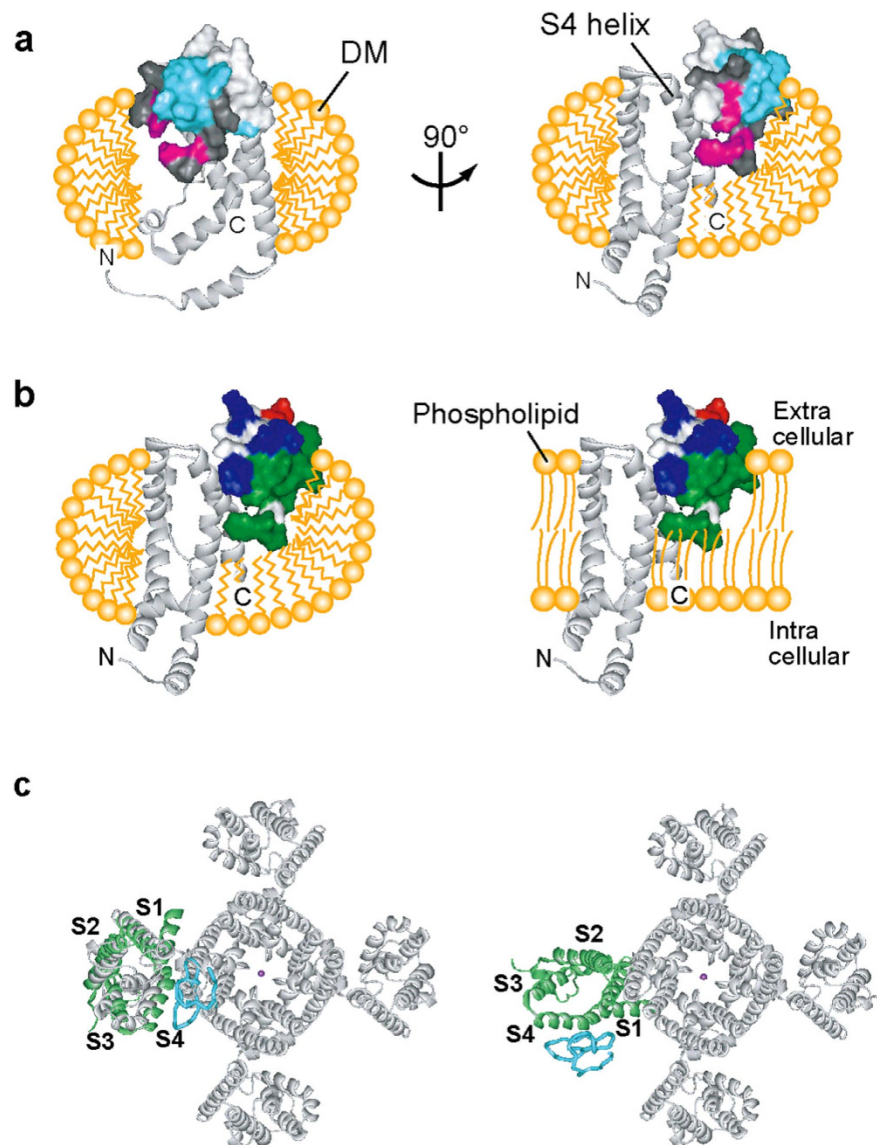 a
DM
S4 helix
90°
N
C
N
C
b
Phospholipid
Extra
cellular
C
N
C
N
Intra
cellular
c
S1
S2
S3
S4
S2
S3
S4
S1